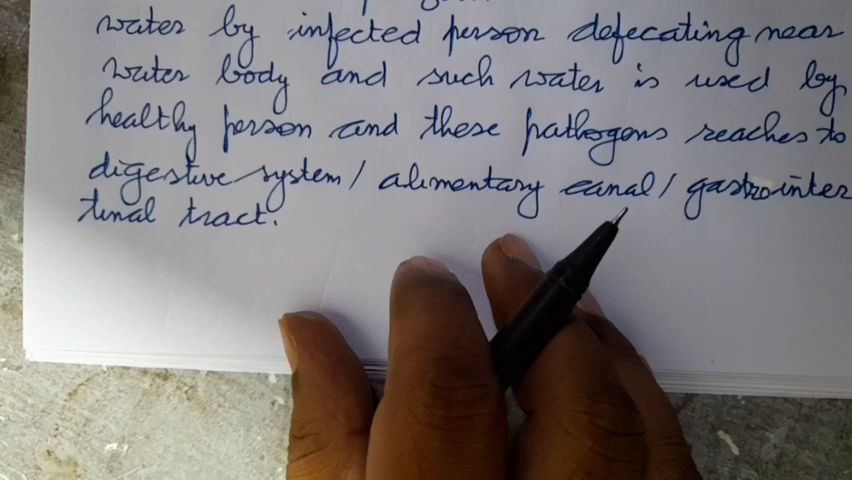 water by infected person defecating near
water body and such water is used by
healthy person and these pathogens reaches to
digestive system / alimentary canal / gastrointer
tinal tract.